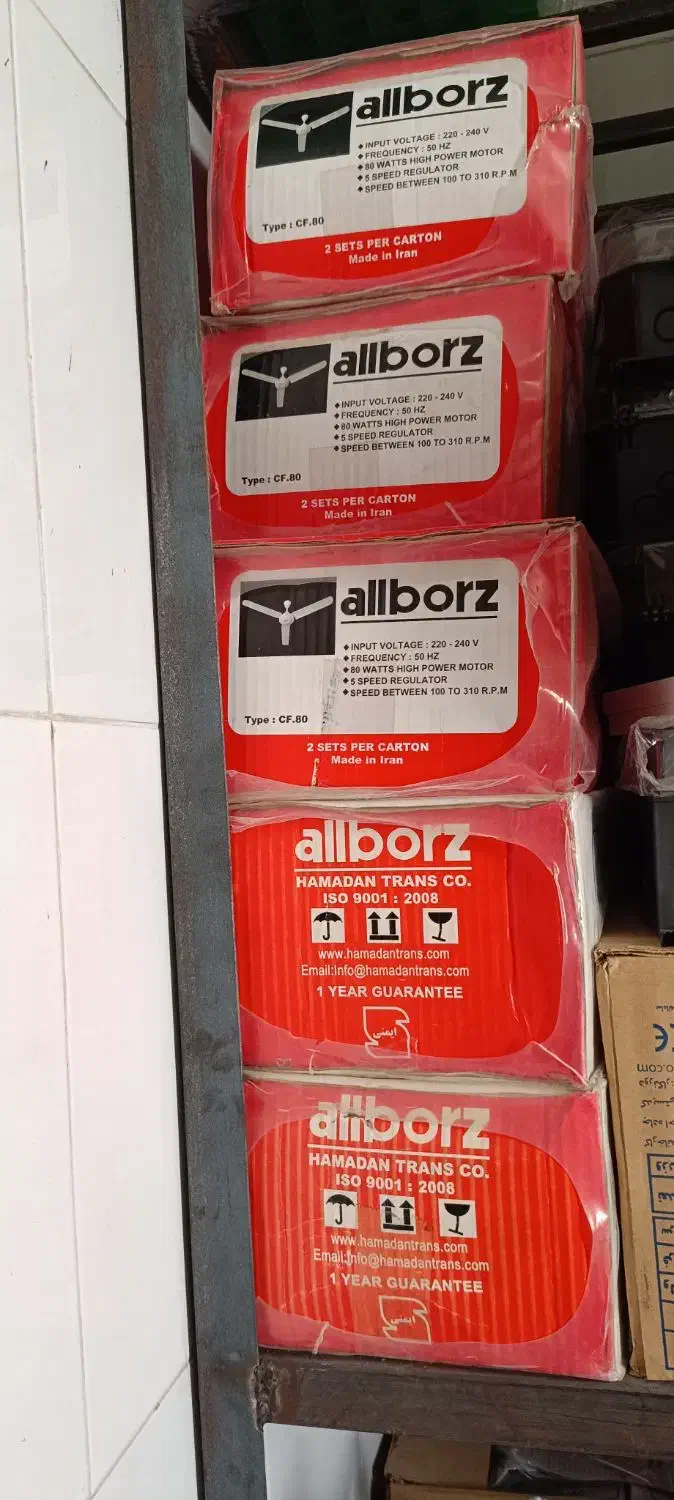 allborz
◆ INPUT VOLTAGE : 220 - 240 V
◆ FREQUENCY : 50 HZ
◆ 80 WATTS HIGH POWER MOTOR
◆ 5 SPEED REGULATOR
◆ SPEED BETWEEN 100 TO 310 R.P.M
Type : CF.80
2 SETS PER CARTON
Made in Iran
allborz
◆ INPUT VOLTAGE : 220 - 240 V
◆ FREQUENCY : 50 HZ
◆ 80 WATTS HIGH POWER MOTOR
◆ 5 SPEED REGULATOR
◆ SPEED BETWEEN 100 TO 310 R.P.M
Type : CF.80
2 SETS PER CARTON
Made in Iran
allborz
◆ INPUT VOLTAGE : 220 - 240 V
◆ FREQUENCY : 50 HZ
◆ 80 WATTS HIGH POWER MOTOR
◆ 5 SPEED REGULATOR
◆ SPEED BETWEEN 100 TO 310 R.P.M
Type : CF.80
2 SETS PER CARTON
Made in Iran
allborz
HAMADAN TRANS CO.
ISO 9001 : 2008
www.hamadantrans.com
Email:info@hamadantrans.com
1 YEAR GUARANTEE
ایمنی
allborz
HAMADAN TRANS CO.
ISO 9001 : 2008
www.hamadantrans.com
Email:info@hamadantrans.com
1 YEAR GUARANTEE
ایمنی
CE
o.com